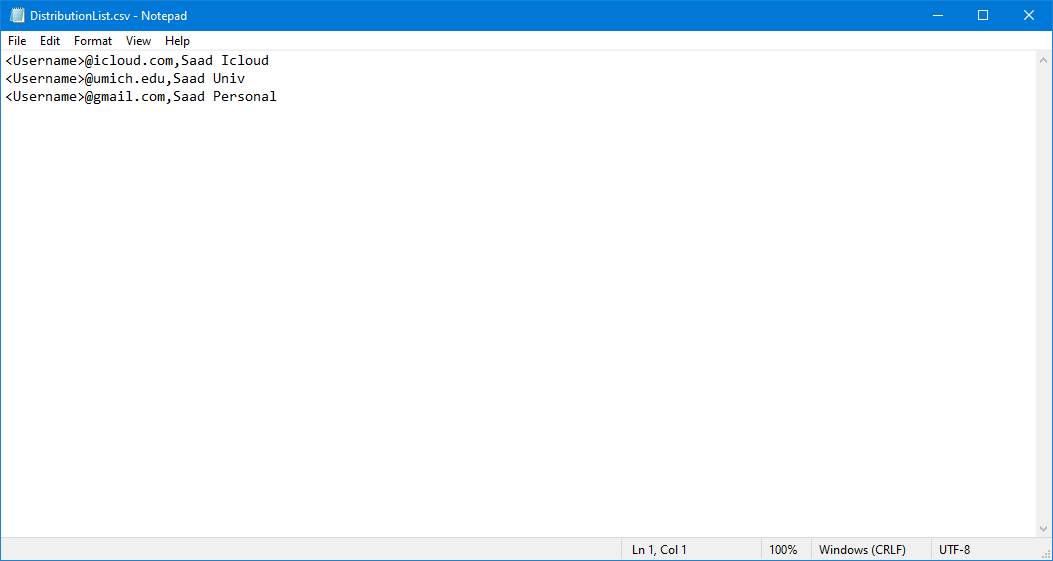 DistributionList.csv - Notepad
File Edit Format View Help
<Username>@icloud.com,Saad Icloud
<Username>@umich.edu,Saad Univ
<Username>@gmail.com,Saad Personal
Ln 1, Col 1 100% Windows (CRLF) UTF-8